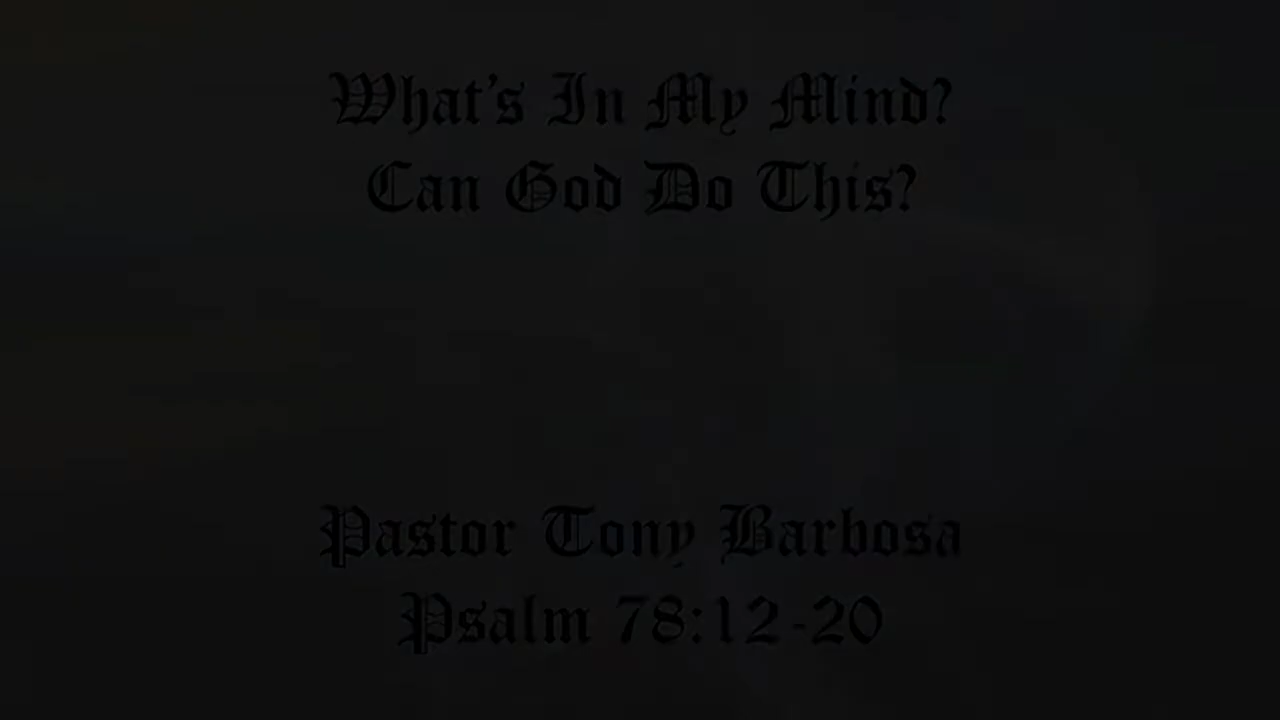 What's In My Mind?
Can God Do This?
Pastor Tony Barbosa
Psalm 78:12-20